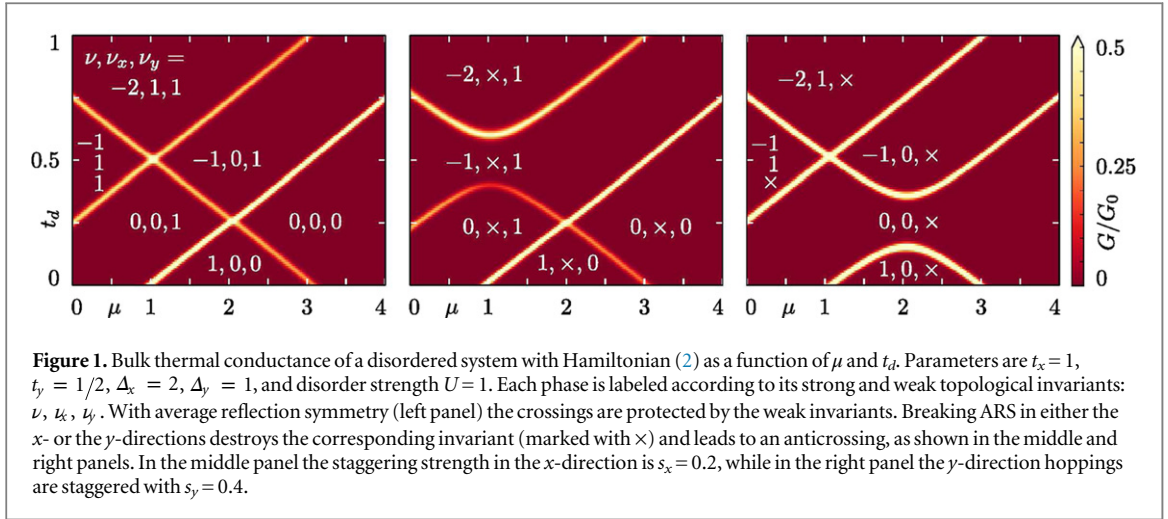 ν, νₓ, νᵧ =
−2, 1, 1
−1
1
1
−1, 0, 1
0, 0, 1
0, 0, 0
1, 0, 0
1
0.5
t_d
0
0 μ 1 2 3 4
−2, ×, 1
−1, ×, 1
0, ×, 1
0, ×, 0
1, ×, 0
0 μ 1 2 3 4
−2, 1, ×
−1
1
×
−1, 0, ×
0, 0, ×
1, 0, ×
0 μ 1 2 3 4
0.5
0.25
0
G/G₀
Figure 1. Bulk thermal conductance of a disordered system with Hamiltonian (2) as a function of μ and t_d. Parameters are tₓ = 1,
tᵧ = 1/2, Δₓ = 2, Δᵧ = 1, and disorder strength U = 1. Each phase is labeled according to its strong and weak topological invariants:
ν, νₓ, νᵧ. With average reflection symmetry (left panel) the crossings are protected by the weak invariants. Breaking ARS in either the
x- or the y-directions destroys the corresponding invariant (marked with ×) and leads to an anticrossing, as shown in the middle and
right panels. In the middle panel the staggering strength in the x-direction is sₓ = 0.2, while in the right panel the y-direction hoppings
are staggered with sᵧ = 0.4.